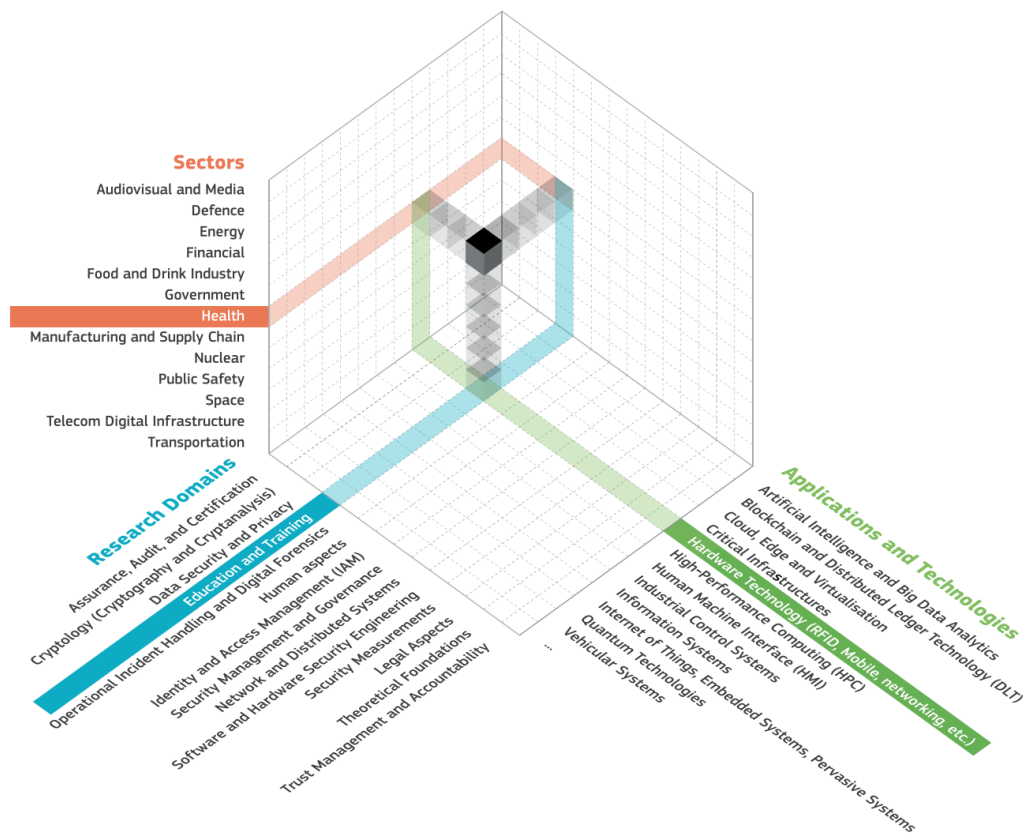 Sectors
Audiovisual and Media
Defence
Energy
Financial
Food and Drink Industry
Government
Health
Manufacturing and Supply Chain
Nuclear
Public Safety
Space
Telecom Digital Infrastructure
Transportation
Research Domains
Assurance, Audit, and Certification
Cryptology (Cryptography and Cryptanalysis)
Data Security and Privacy
Education and Training
Operational Incident Handling and Digital Forensics
Human aspects
Identity and Access Management (IAM)
Security Management and Governance
Network and Distributed Systems
Software and Hardware Security Engineering
Security Measurements
Legal Aspects
Theoretical Foundations
Trust Management and Accountability
...
Applications and Technologies
Artificial Intelligence and Big Data Analytics
Blockchain and Distributed Ledger Technology (DLT)
Cloud, Edge and Virtualisation
Critical Infrastructures
Hardware Technology (RFID, Mobile, networking, etc.)
High-Performance Computing (HPC)
Human Machine Interface (HMI)
Industrial Control Systems
Information Systems
Internet of Things, Embedded Systems, Pervasive Systems
Quantum Technologies
Vehicular Systems